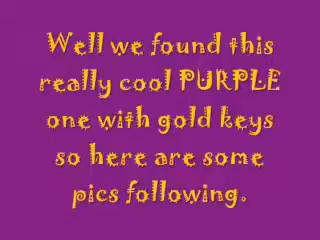 Well we found this
really cool PURPLE
one with gold keys
so here are some
pics following.